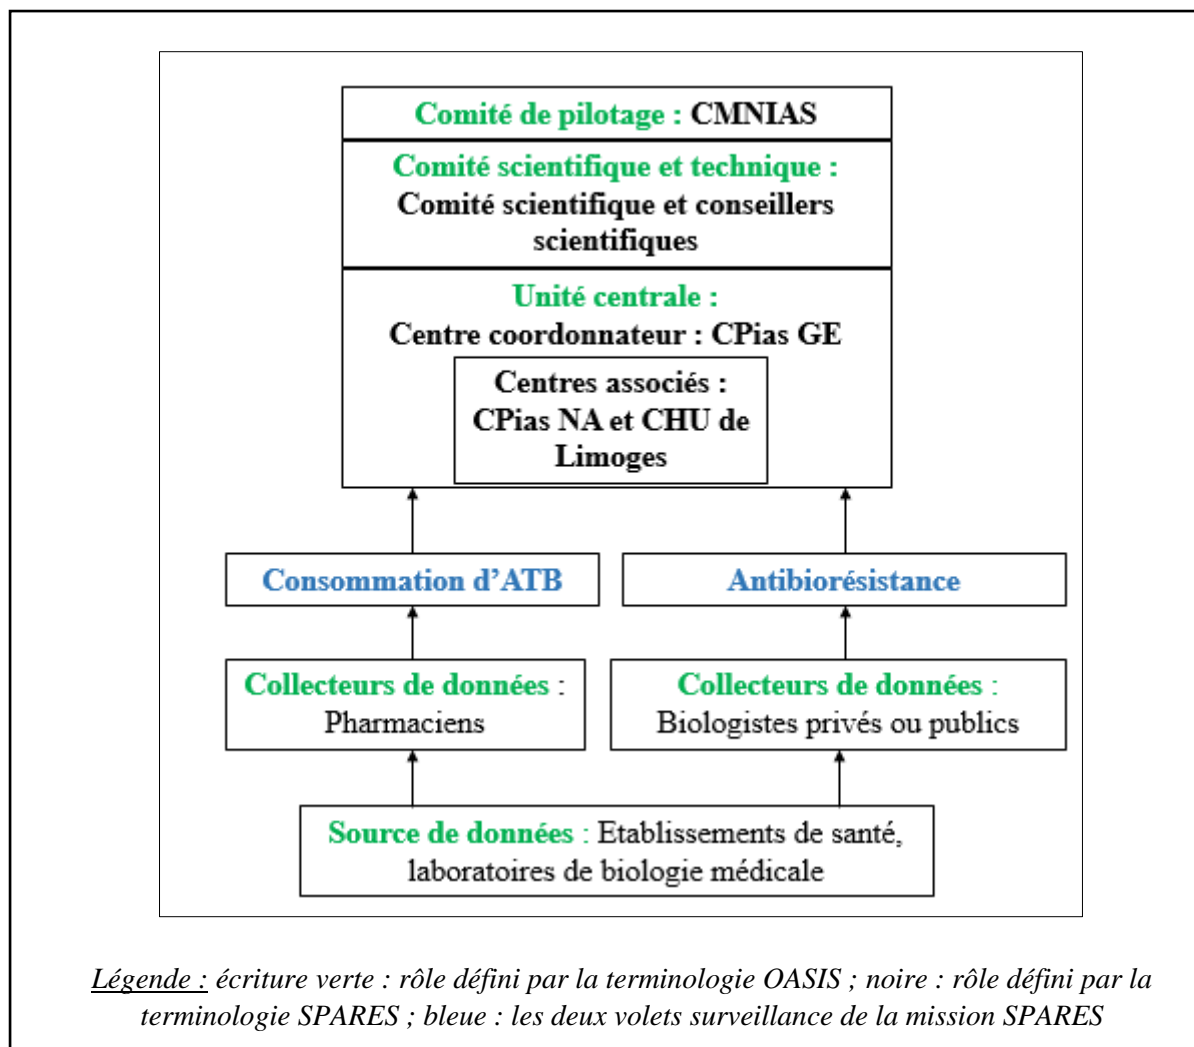 Comité de pilotage : CMNIAS
Comité scientifique et technique :
Comité scientifique et conseillers
scientifiques
Unité centrale :
Centre coordonnateur : CPias GE
Centres associés :
CPias NA et CHU de
Limoges
Consommation d’ATB
Antibiorésistance
Collecteurs de données :
Pharmaciens
Collecteurs de données :
Biologistes privés ou publics
Source de données : Etablissements de santé,
laboratoires de biologie médicale
Légende : écriture verte : rôle défini par la terminologie OASIS ; noire : rôle défini par la
terminologie SPARES ; bleue : les deux volets surveillance de la mission SPARES